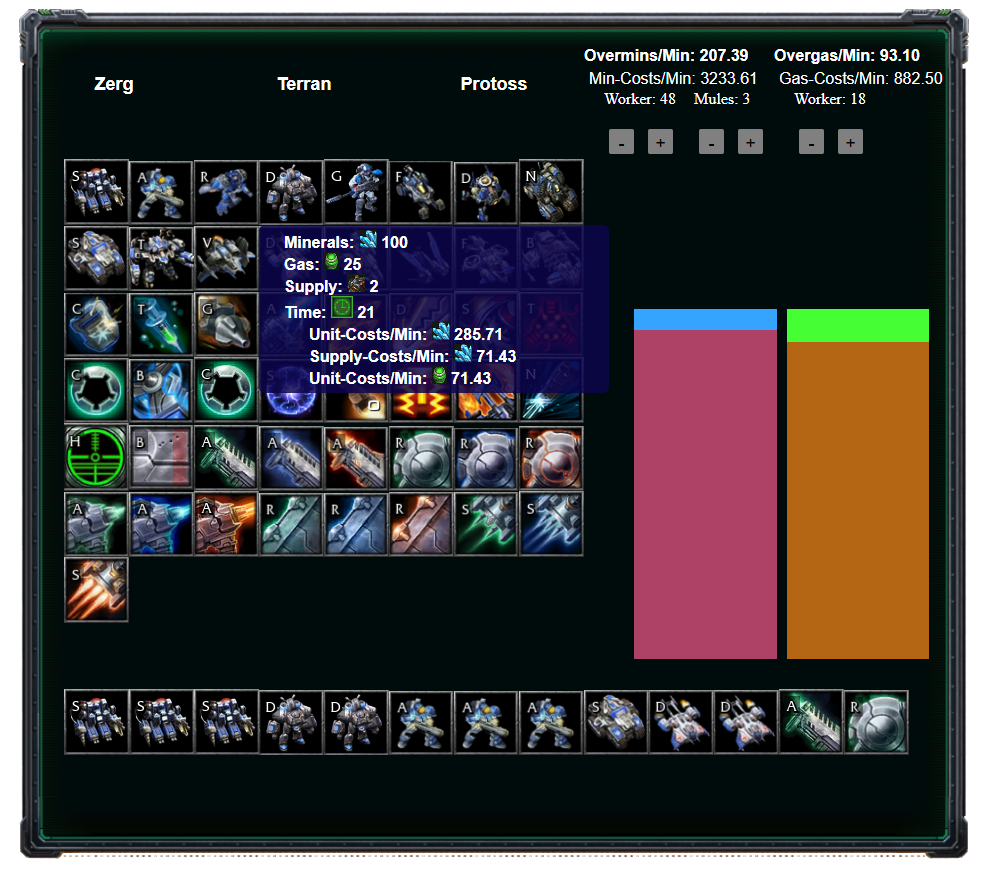 Overmins/Min: 207.39 Overgas/Min: 93.10
Zerg Terran Protoss
Min-Costs/Min: 3233.61 Gas-Costs/Min: 882.50
Worker: 48 Mules: 3 Worker: 18
- + - + - +
S A R D G F D N
S T V
Minerals: 100
Gas: 25
Supply: 2
Time: 21
Unit-Costs/Min: 285.71
Supply-Costs/Min: 71.43
Unit-Costs/Min: 71.43
C T G
C B C
H B A A A R R R
A A A R R R S S
S
S S S D D A A A S D D A R